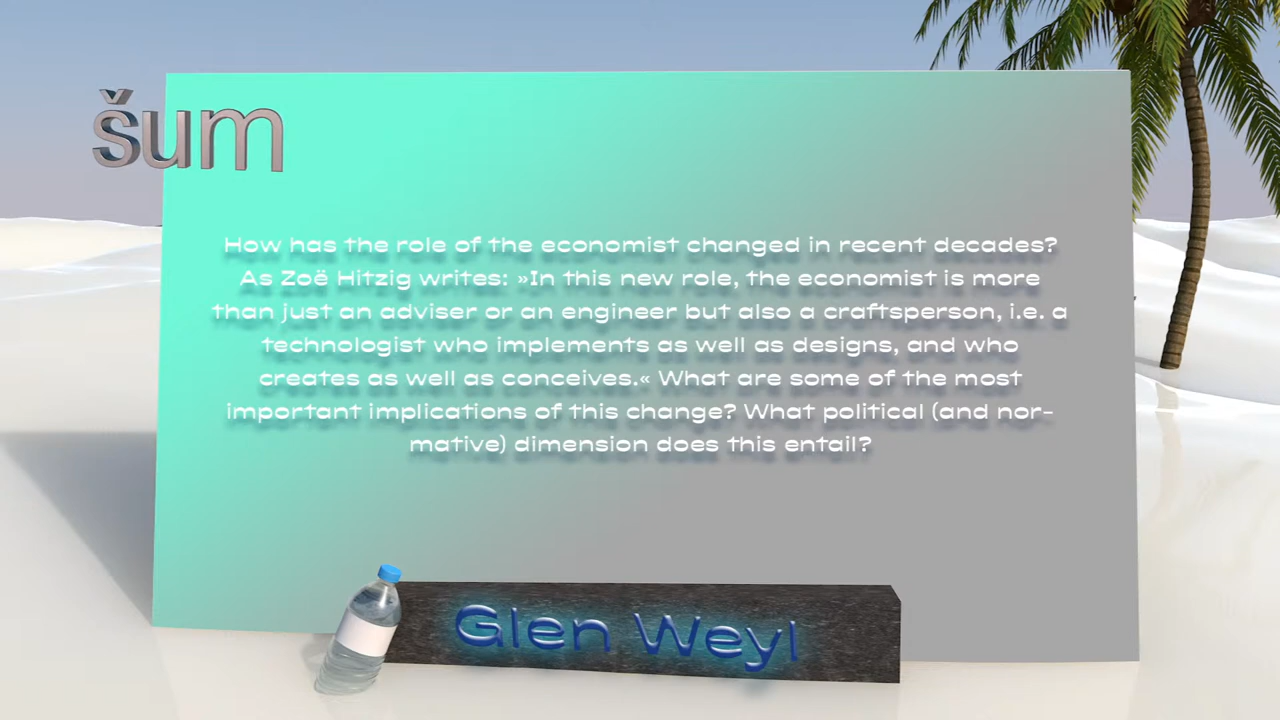 šum
How has the role of the economist changed in recent decades?
As Zoë Hitzig writes: »In this new role, the economist is more
than just an adviser or an engineer but also a craftsperson, i.e. a
technologist who implements as well as designs, and who
creates as well as conceives.« What are some of the most
important implications of this change? What political (and nor-
mative) dimension does this entail?
Glen Weyl